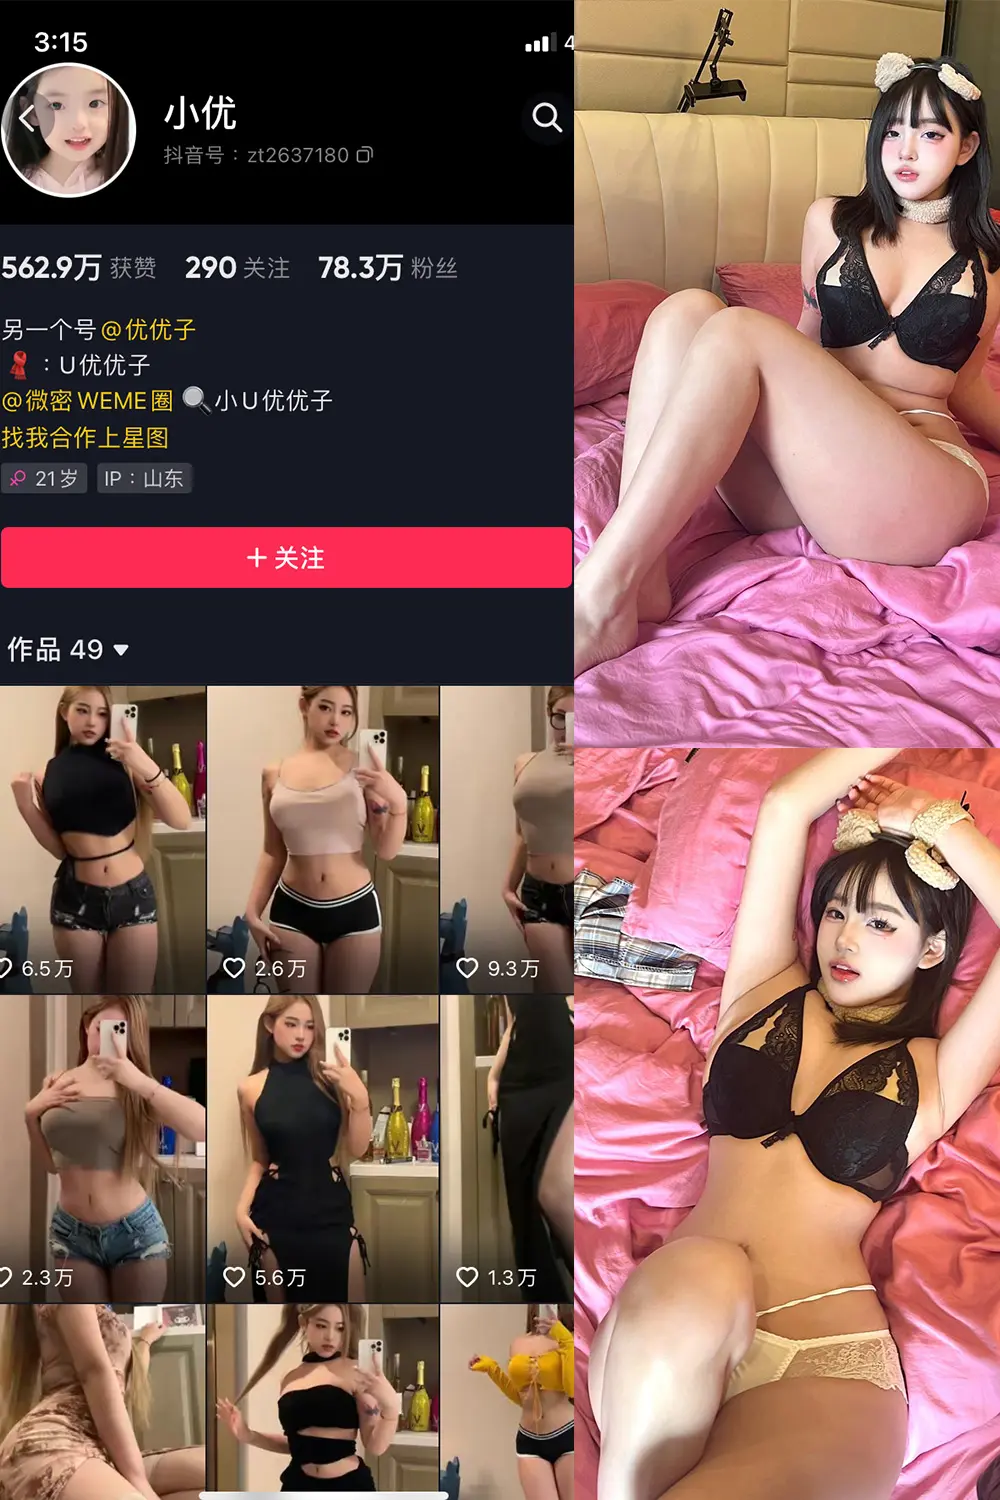 3:15
4
小优
抖音号：zt2637180
562.9万 获赞 290 关注 78.3万 粉丝
另一个号@优优子
：U优优子
@微密WEME圈 🔍小U优优子
找我合作上星图
21岁 IP：山东
+ 关注
作品 49
6.5万 2.6万 9.3万
2.3万 5.6万 1.3万